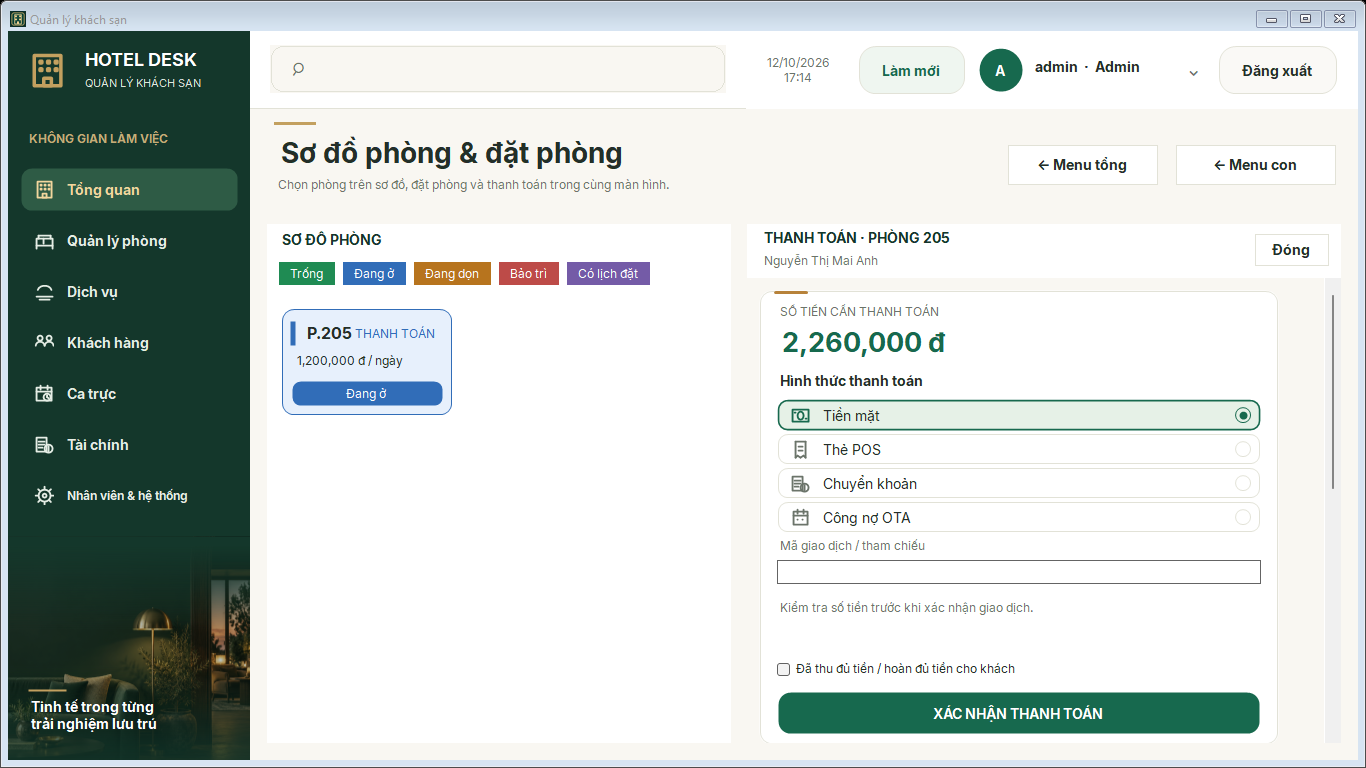 Quản lý khách sạn
HOTEL DESK
QUẢN LÝ KHÁCH SẠN
KHÔNG GIAN LÀM VIỆC
Tổng quan
Quản lý phòng
Dịch vụ
Khách hàng
Ca trực
Tài chính
Nhân viên & hệ thống
Tinh tế trong từng
trải nghiệm lưu trú
12/10/2026
17:14
Làm mới
A
admin · Admin
Đăng xuất
Sơ đồ phòng & đặt phòng
Chọn phòng trên sơ đồ, đặt phòng và thanh toán trong cùng màn hình.
← Menu tổng
← Menu con
SƠ ĐỒ PHÒNG
Trống
Đang ở
Đang dọn
Bảo trì
Có lịch đặt
P.205 THANH TOÁN
1,200,000 đ / ngày
Đang ở
THANH TOÁN · PHÒNG 205
Nguyễn Thị Mai Anh
Đóng
SỐ TIỀN CẦN THANH TOÁN
2,260,000 đ
Hình thức thanh toán
Tiền mặt
Thẻ POS
Chuyển khoản
Công nợ OTA
Mã giao dịch / tham chiếu
Kiểm tra số tiền trước khi xác nhận giao dịch.
Đã thu đủ tiền / hoàn đủ tiền cho khách
XÁC NHẬN THANH TOÁN